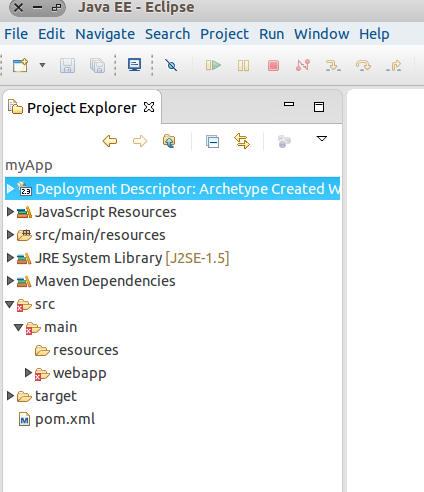 Java EE - Eclipse
File Edit Navigate Search Project Run Window Help
Project Explorer
myApp
2.3 Deployment Descriptor: Archetype Created W
JavaScript Resources
src/main/resources
JRE System Library [J2SE-1.5]
Maven Dependencies
src
main
resources
webapp
target
M pom.xml